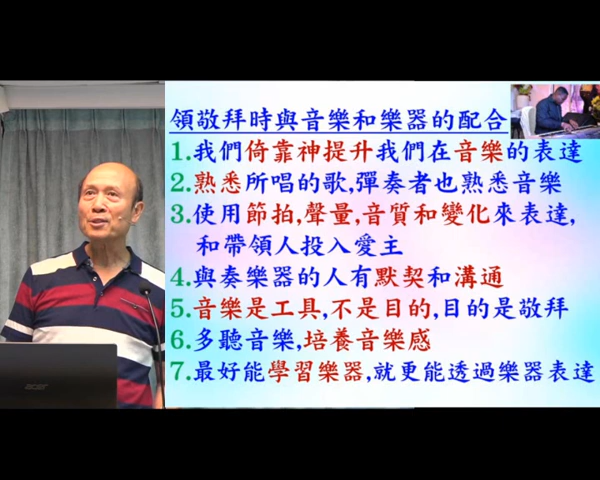 領敬拜時與音樂和樂器的配合
1.我們倚靠神提升我們在音樂的表達
2.熟悉所唱的歌,彈奏者也熟悉音樂
3.使用節拍,聲量,音質和變化來表達,
和帶領人投入愛主
4.與奏樂器的人有默契和溝通
5.音樂是工具,不是目的,目的是敬拜
6.多聽音樂,培養音樂感
7.最好能學習樂器,就更能透過樂器表達
acer